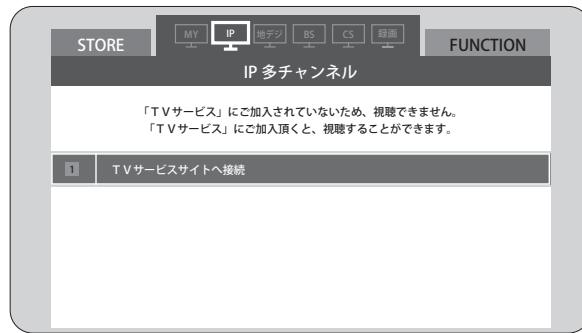 STORE
MY IP 地デジ BS CS 録画
FUNCTION
IP 多チャンネル
「ＴＶサービス」にご加入されていないため、視聴できません。
「ＴＶサービス」にご加入頂くと、視聴することができます。
1 ＴＶサービスサイトへ接続